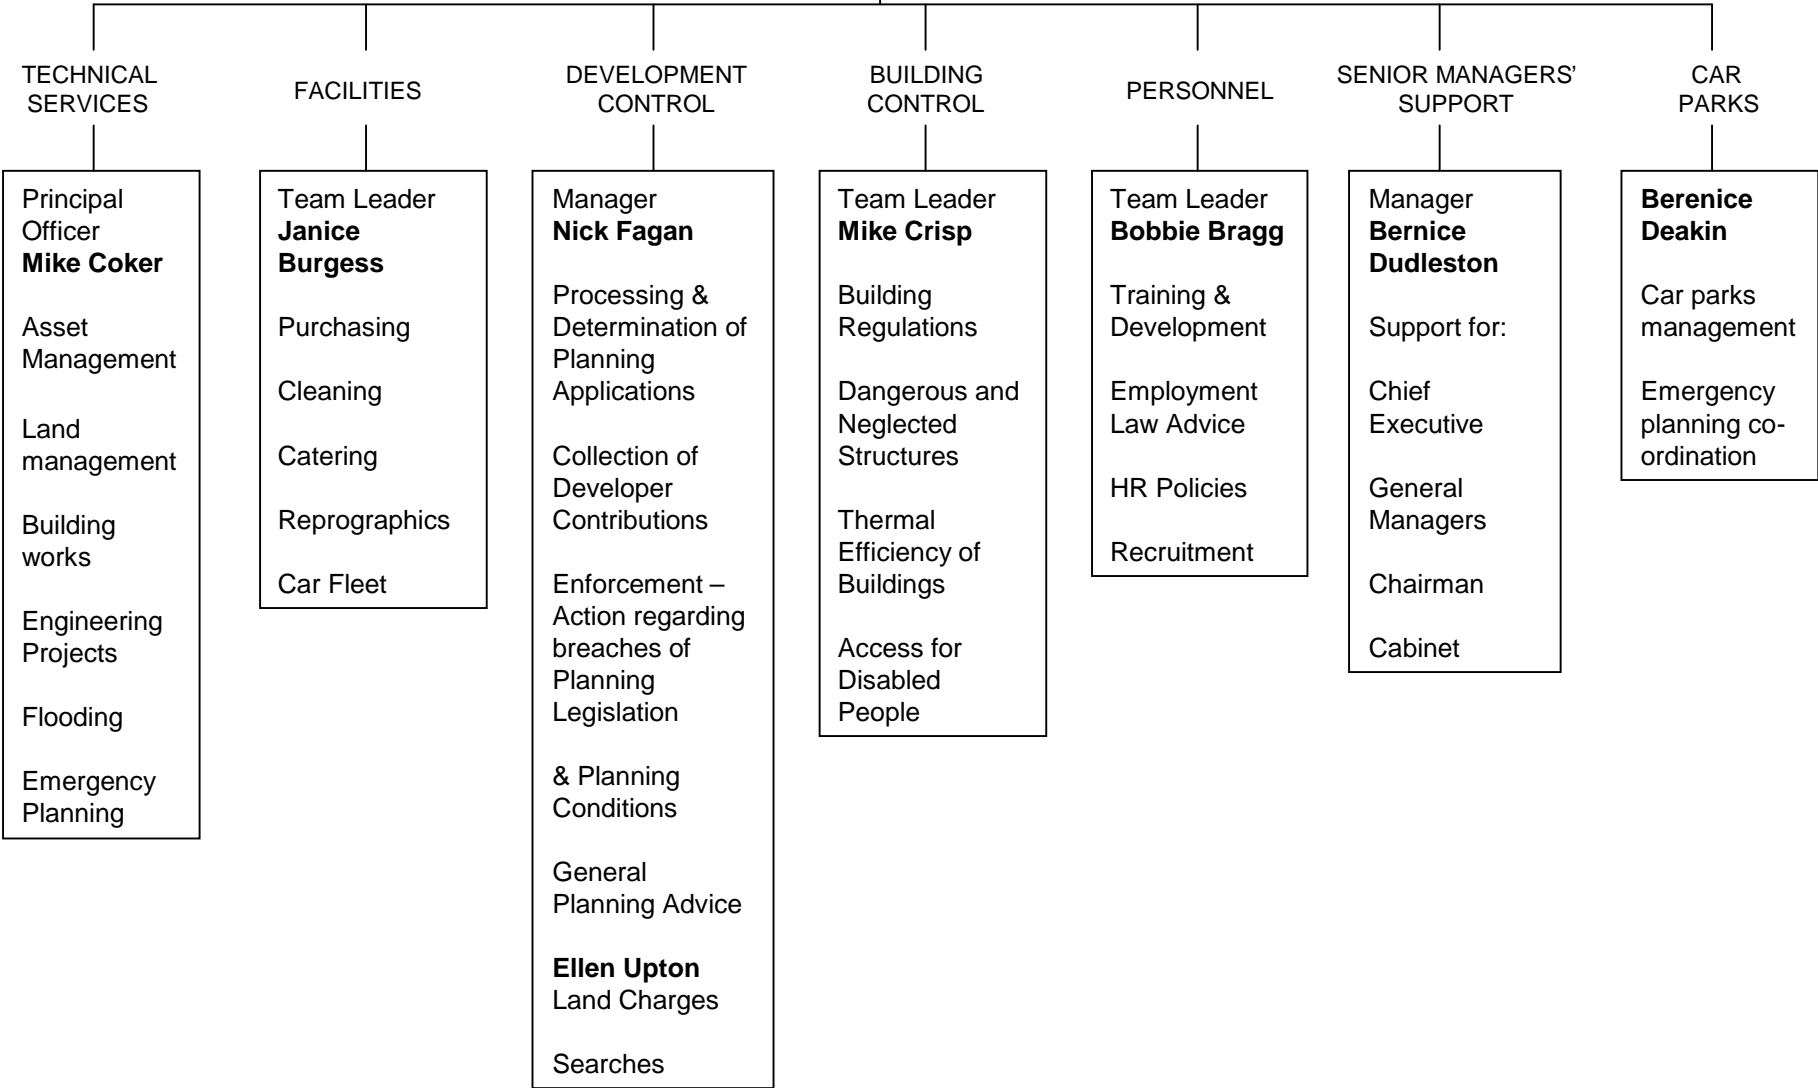 TECHNICAL
SERVICES
FACILITIES
DEVELOPMENT
CONTROL
BUILDING
CONTROL
PERSONNEL
SENIOR MANAGERS’
SUPPORT
CAR
PARKS
Principal
Officer
Mike Coker
Asset
Management
Land
management
Building
works
Engineering
Projects
Flooding
Emergency
Planning
Team Leader
Janice
Burgess
Purchasing
Cleaning
Catering
Reprographics
Car Fleet
Manager
Nick Fagan
Processing &
Determination of
Planning
Applications
Collection of
Developer
Contributions
Enforcement –
Action regarding
breaches of
Planning
Legislation
& Planning
Conditions
General
Planning Advice
Ellen Upton
Land Charges
Searches
Team Leader
Mike Crisp
Building
Regulations
Dangerous and
Neglected
Structures
Thermal
Efficiency of
Buildings
Access for
Disabled
People
Team Leader
Bobbie Bragg
Training &
Development
Employment
Law Advice
HR Policies
Recruitment
Manager
Bernice
Dudleston
Support for:
Chief
Executive
General
Managers
Chairman
Cabinet
Berenice
Deakin
Car parks
management
Emergency
planning co-
ordination